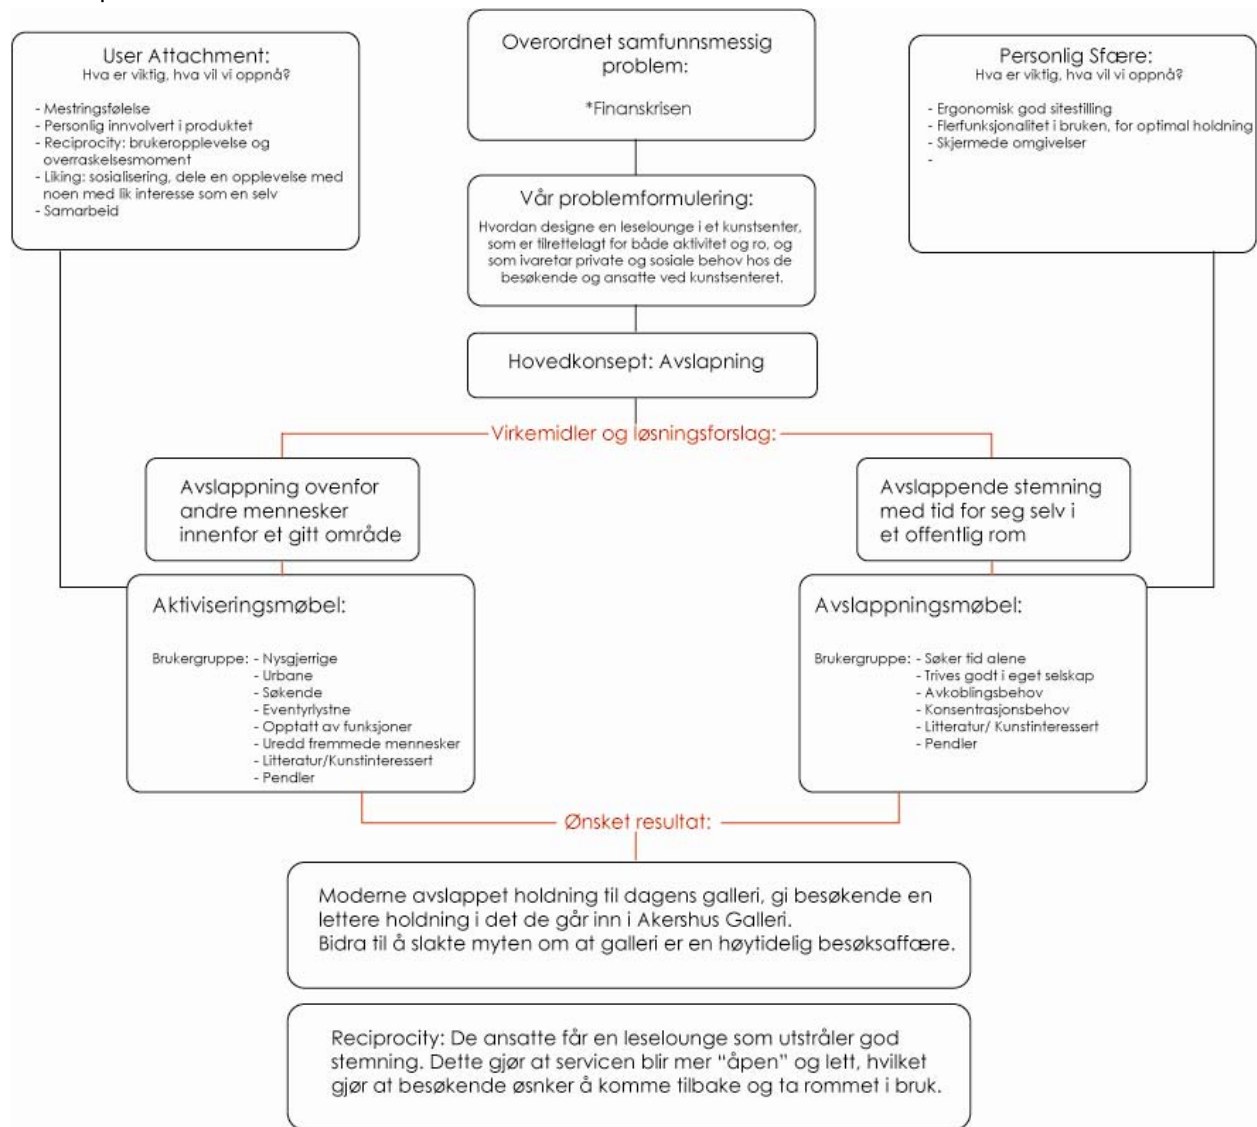 User Attachment:
Hva er viktig, hva vil vi oppnå?
- Mestringsfølelse
- Personlig innvolvert i produktet
- Reciprocity: brukeropplevelse og
overraskelsesmoment
- Liking: sosialisering, dele en opplevelse med
noen med lik interesse som en selv
- Samarbeid
Overordnet samfunnsmessig
problem:
*Finanskrisen
Personlig Sfære:
Hva er viktig, hva vil vi oppnå?
- Ergonomisk god sitestilling
- Flerfunksjonalitet i bruken, for optimal holdning
- Skjermede omgivelser
-
Vår problemformulering:
Hvordan designe en leselounge i et kunstsenter,
som er tilrettelagt for både aktivitet og ro, og
som ivaretar private og sosiale behov hos de
besøkende og ansatte ved kunstsenteret.
Hovedkonsept: Avslapning
Virkemidler og løsningsforslag:
Avslappning ovenfor
andre mennesker
innenfor et gitt område
Avslappende stemning
med tid for seg selv i
et offentlig rom
Aktiviseringsmøbel:
Brukergruppe: - Nysgjerrige
- Urbane
- Søkende
- Eventyrlystne
- Opptatt av funksjoner
- Uredd fremmede mennesker
- Litteratur/Kunstinteressert
- Pendler
Avslappningsmøbel:
Brukergruppe: - Søker tid alene
- Trives godt i eget selskap
- Avkoblingsbehov
- Konsentrasjonsbehov
- Litteratur/ Kunstinteressert
- Pendler
Ønsket resultat:
Moderne avslappet holdning til dagens galleri, gi besøkende en
lettere holdning i det de går inn i Akershus Galleri.
Bidra til å slakte myten om at galleri er en høytidelig besøksaffære.
Reciprocity: De ansatte får en leselounge som utstråler god
stemning. Dette gjør at servicen blir mer “åpen” og lett, hvilket
gjør at besøkende øsnker å komme tilbake og ta rommet i bruk.